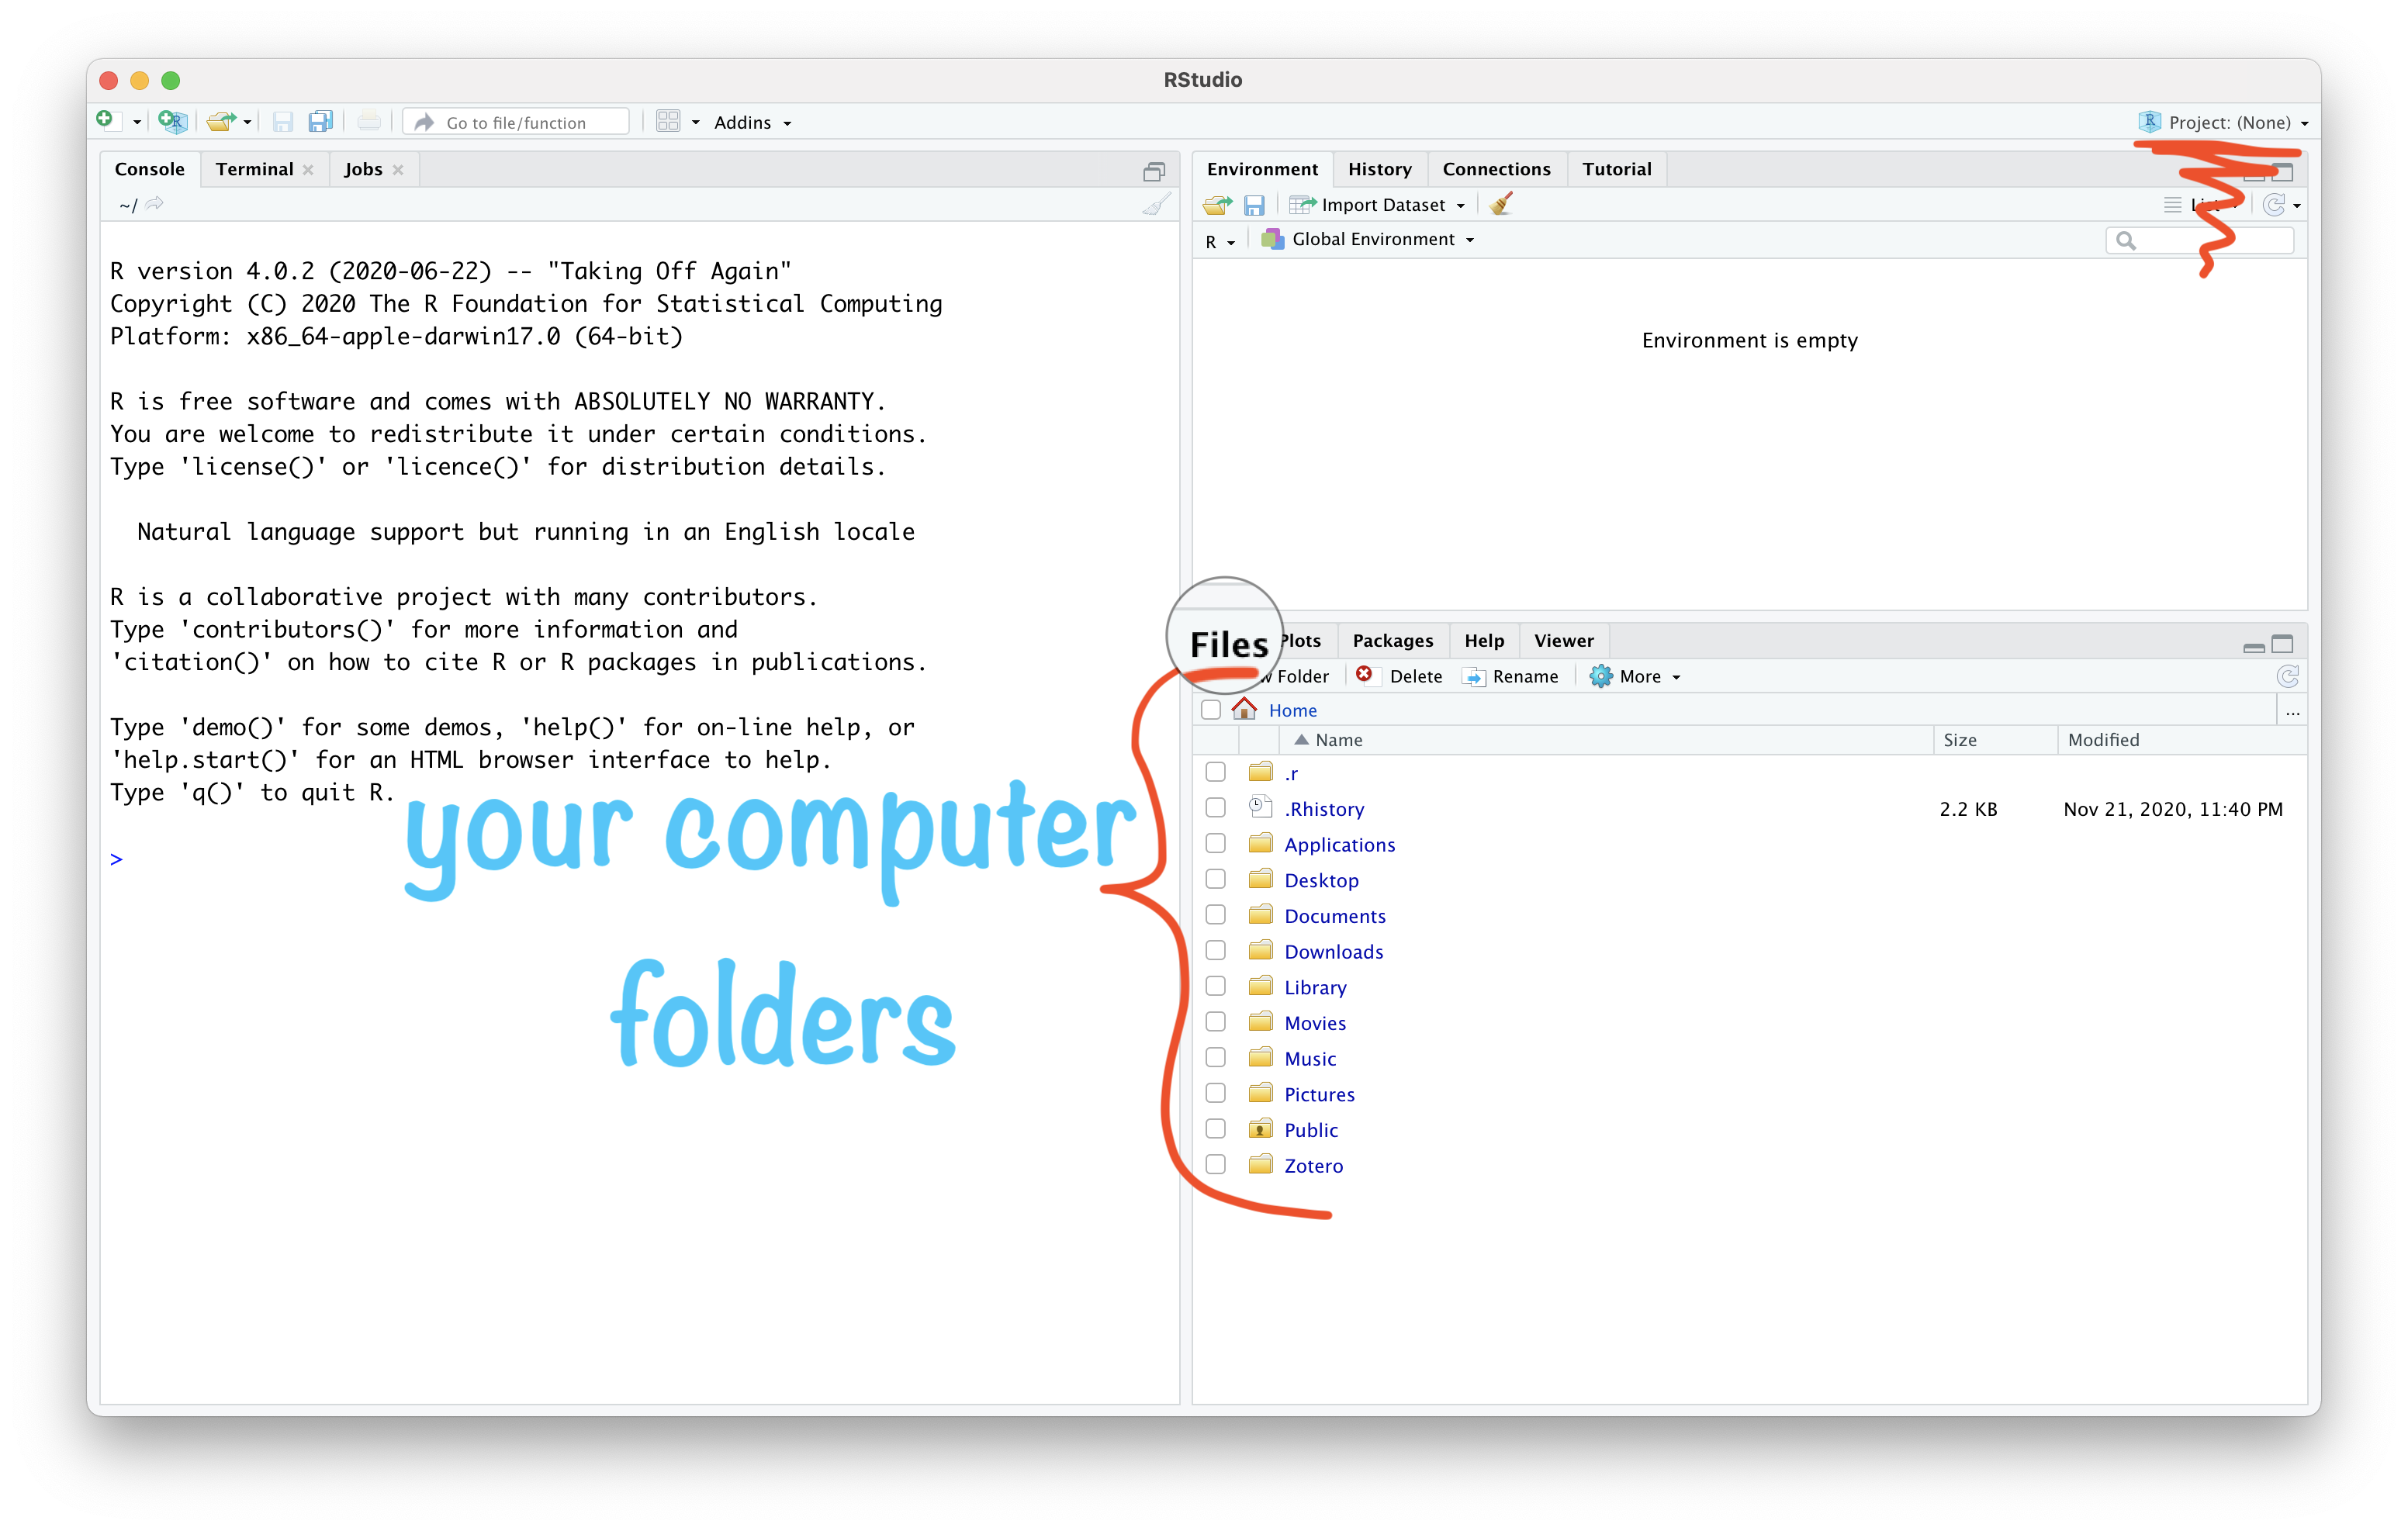 RStudio
Go to file/function
Addins
Project: (None)
Console Terminal Jobs
~/
R version 4.0.2 (2020-06-22) -- "Taking Off Again"
Copyright (C) 2020 The R Foundation for Statistical Computing
Platform: x86_64-apple-darwin17.0 (64-bit)
R is free software and comes with ABSOLUTELY NO WARRANTY.
You are welcome to redistribute it under certain conditions.
Type 'license()' or 'licence()' for distribution details.
Natural language support but running in an English locale
R is a collaborative project with many contributors.
Type 'contributors()' for more information and
'citation()' on how to cite R or R packages in publications.
Type 'demo()' for some demos, 'help()' for on-line help, or
'help.start()' for an HTML browser interface to help.
Type 'q()' to quit R.
>
your computer
folders
Environment History Connections Tutorial
Import Dataset
R Global Environment
Environment is empty
Files Plots Packages Help Viewer
Folder Delete Rename More
Home ...
Name Size Modified
.r
.Rhistory 2.2 KB Nov 21, 2020, 11:40 PM
Applications
Desktop
Documents
Downloads
Library
Movies
Music
Pictures
Public
Zotero